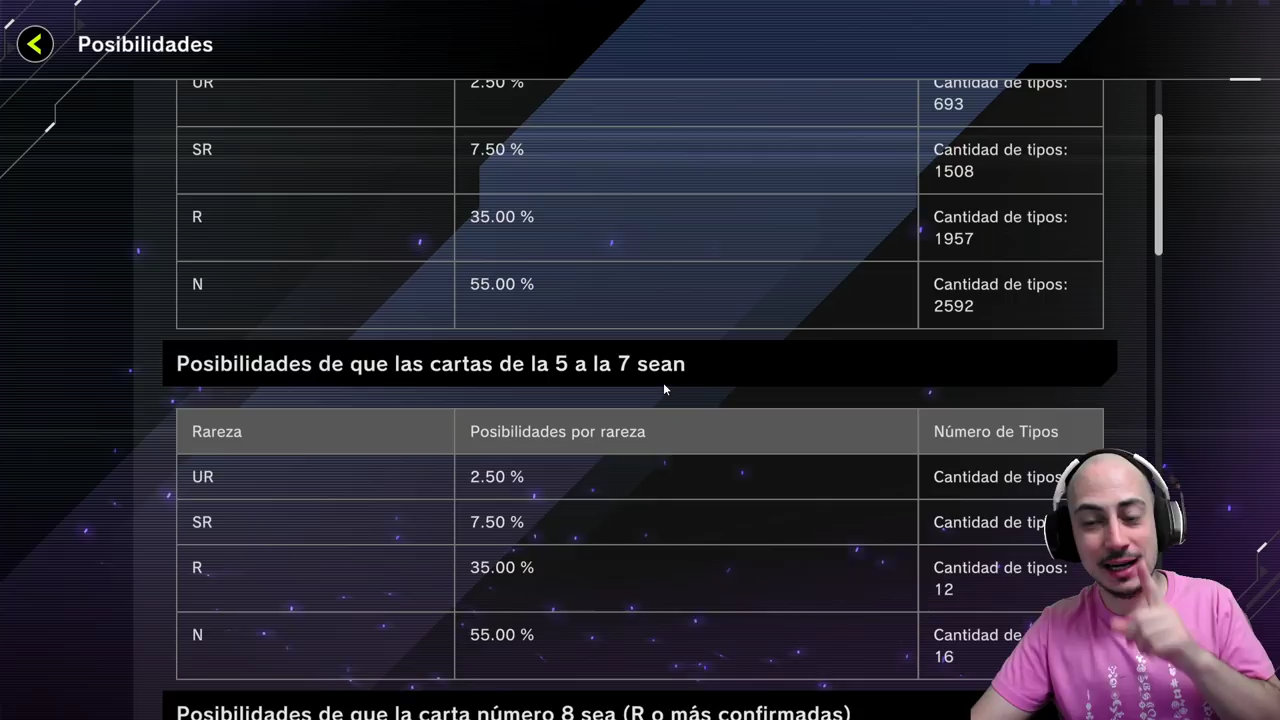 Posibilidades
UR
2.50 %
Cantidad de tipos:
693
SR
7.50 %
Cantidad de tipos:
1508
R
35.00 %
Cantidad de tipos:
1957
N
55.00 %
Cantidad de tipos:
2592
Posibilidades de que las cartas de la 5 a la 7 sean
Rareza
Posibilidades por rareza
Número de Tipos
UR
2.50 %
Cantidad de tipos
SR
7.50 %
Cantidad de tip
R
35.00 %
Cantidad de tipos:
12
N
55.00 %
Cantidad de
16
Posibilidades de que la carta número 8 sea (R o más confirmadas)